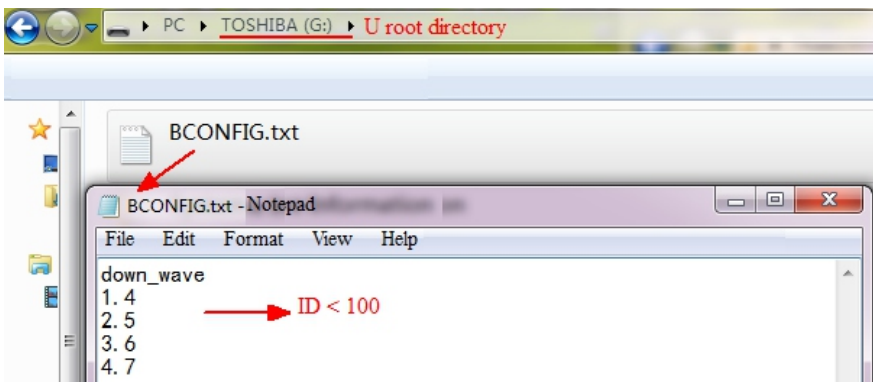 PC TOSHIBA (G:) U root directory
BCONFIG.txt
BCONFIG.txt - Notepad
File Edit Format View Help
down_wave
1. 4
2. 5
ID < 100
3. 6
4. 7